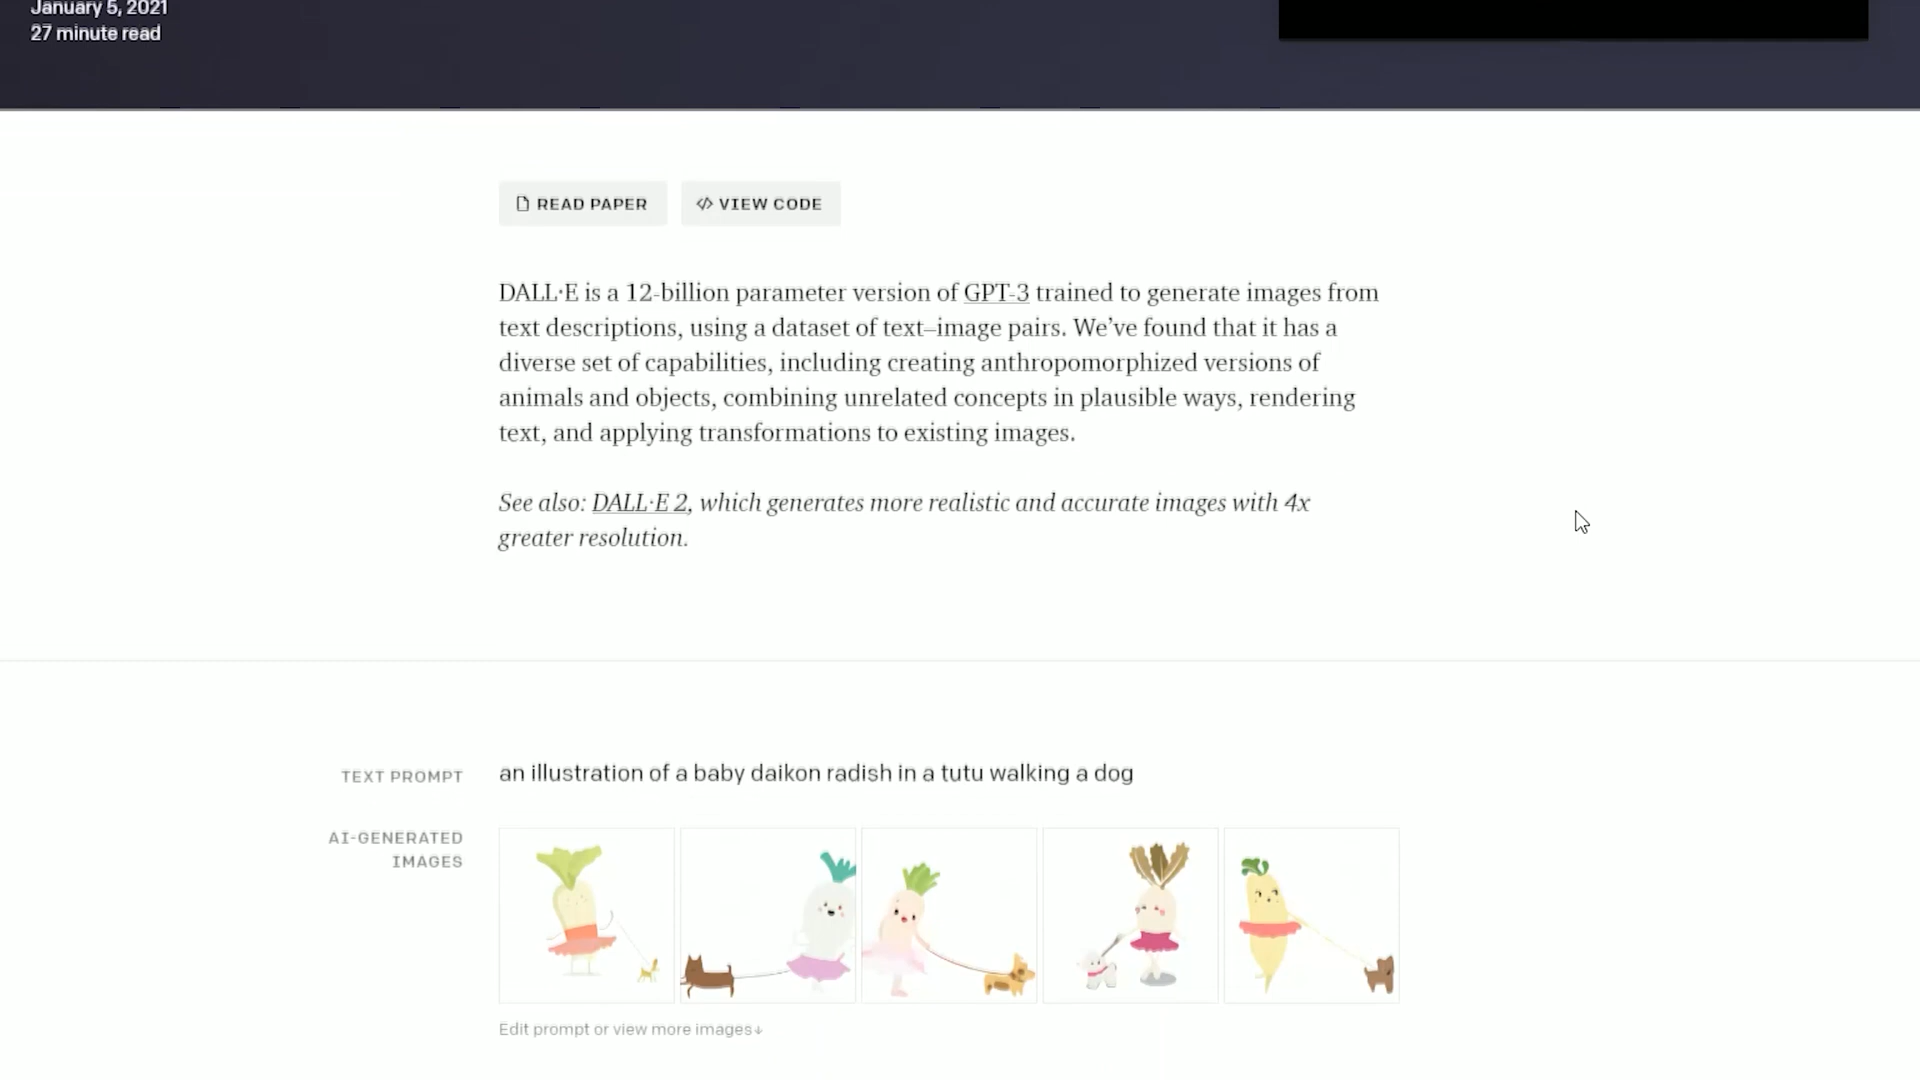 January 5, 2021
27 minute read
READ PAPER
VIEW CODE
DALL·E is a 12-billion parameter version of GPT-3 trained to generate images from
text descriptions, using a dataset of text–image pairs. We’ve found that it has a
diverse set of capabilities, including creating anthropomorphized versions of
animals and objects, combining unrelated concepts in plausible ways, rendering
text, and applying transformations to existing images.
See also: DALL·E 2, which generates more realistic and accurate images with 4x
greater resolution.
TEXT PROMPT
an illustration of a baby daikon radish in a tutu walking a dog
AI-GENERATED
IMAGES
Edit prompt or view more images↓